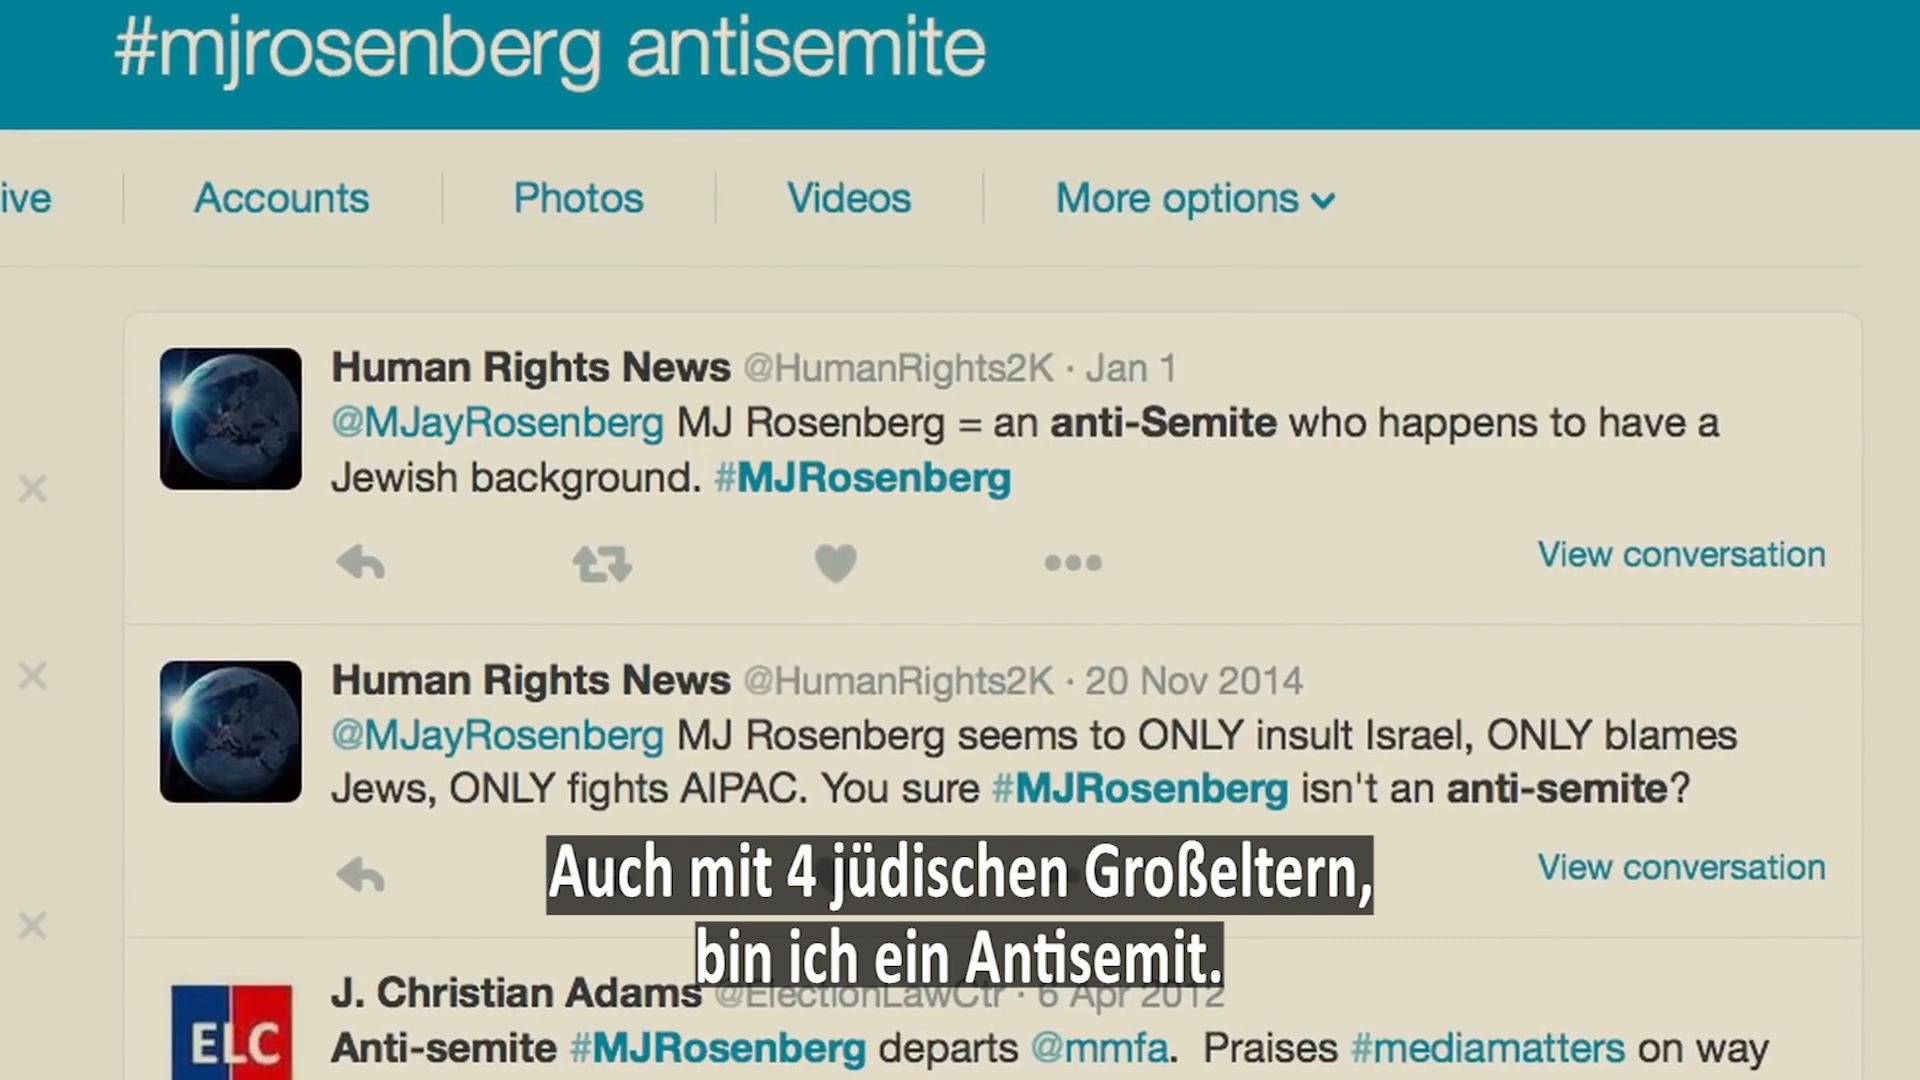 #mjrosenberg antisemite
ive Accounts Photos Videos More options
Human Rights News @HumanRights2K · Jan 1
@MJayRosenberg MJ Rosenberg = an anti-Semite who happens to have a
Jewish background. #MJRosenberg
View conversation
Human Rights News @HumanRights2K · 20 Nov 2014
@MJayRosenberg MJ Rosenberg seems to ONLY insult Israel, ONLY blames
Jews, ONLY fights AIPAC. You sure #MJRosenberg isn't an anti-semite?
View conversation
Auch mit 4 jüdischen Großeltern,
bin ich ein Antisemit.
J. Christian Adams @ElectionLawCtr · 6 Apr 2012
ELC
Anti-semite #MJRosenberg departs @mmfa. Praises #mediamatters on way